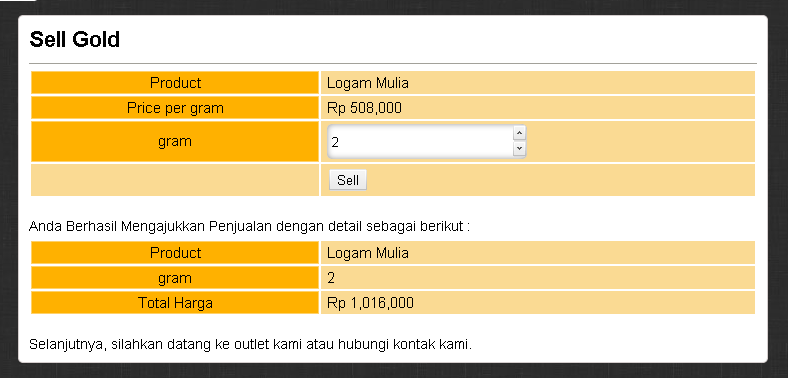 Sell Gold
Product Logam Mulia
Price per gram Rp 508,000
gram 2
Sell
Anda Berhasil Mengajukkan Penjualan dengan detail sebagai berikut :
Product Logam Mulia
gram 2
Total Harga Rp 1,016,000
Selanjutnya, silahkan datang ke outlet kami atau hubungi kontak kami.